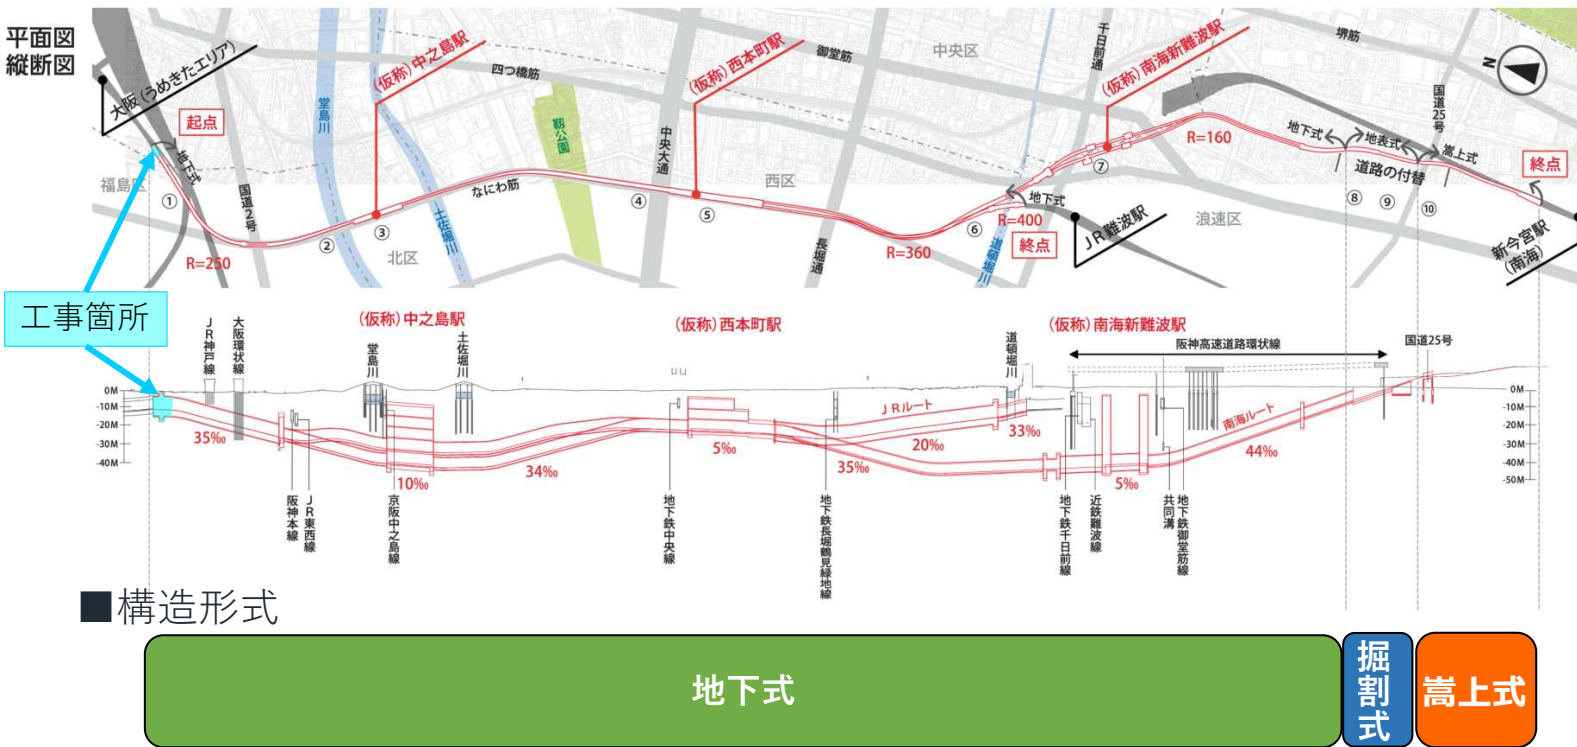 平面図
縦断図
大阪(うめきたエリア)
起点
地下式
福島区
①
国道2号
R=250
堂島川
(仮称)中之島駅
四つ橋筋
②
③
北区
土佐堀川
なにわ筋
靱公園
中央大通
④
(仮称)西本町駅
⑤
御堂筋
西区
中央区
長堀通
R=360
⑥
道頓堀川
R=400
終点
地下式
JR難波駅
千日前通
(仮称)南海新難波駅
⑦
R=160
浪速区
堺筋
N
国道25号
地下式
地表式
嵩上式
道路の付替
⑧
⑨
⑩
終点
新今宮駅
(南海)
工事箇所
JR神戸線
大阪環状線
(仮称)中之島駅
堂島川
土佐堀川
(仮称)西本町駅
(仮称)南海新難波駅
道頓堀川
阪神高速道路環状線
国道25号
0M
-10M
-20M
-30M
-40M
35‰
10‰
34‰
5‰
35‰
JRルート
20‰
33‰
5‰
南海ルート
44‰
0M
-10M
-20M
-30M
-40M
-50M
阪神本線
JR東西線
京阪中之島線
地下鉄中央線
地下鉄長堀鶴見緑地線
地下鉄千日前線
近鉄難波線
共同溝
地下鉄御堂筋線
■構造形式
地下式
掘割式
嵩上式